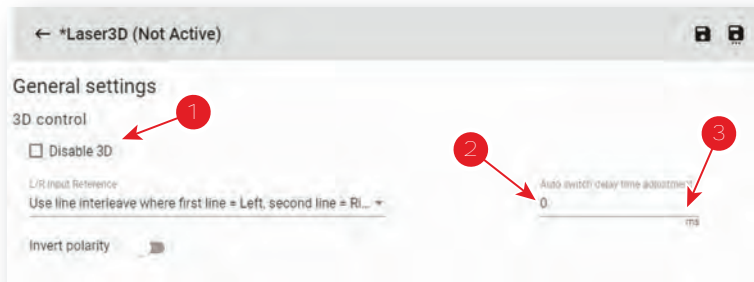 ← *Laser3D (Not Active)
General settings
3D control
1
Disable 3D
2
3
L/R Input Reference
Auto switch delay time adjustment
Use line interleave where first line = Left, second line = Ri...
0
ms
Invert polarity